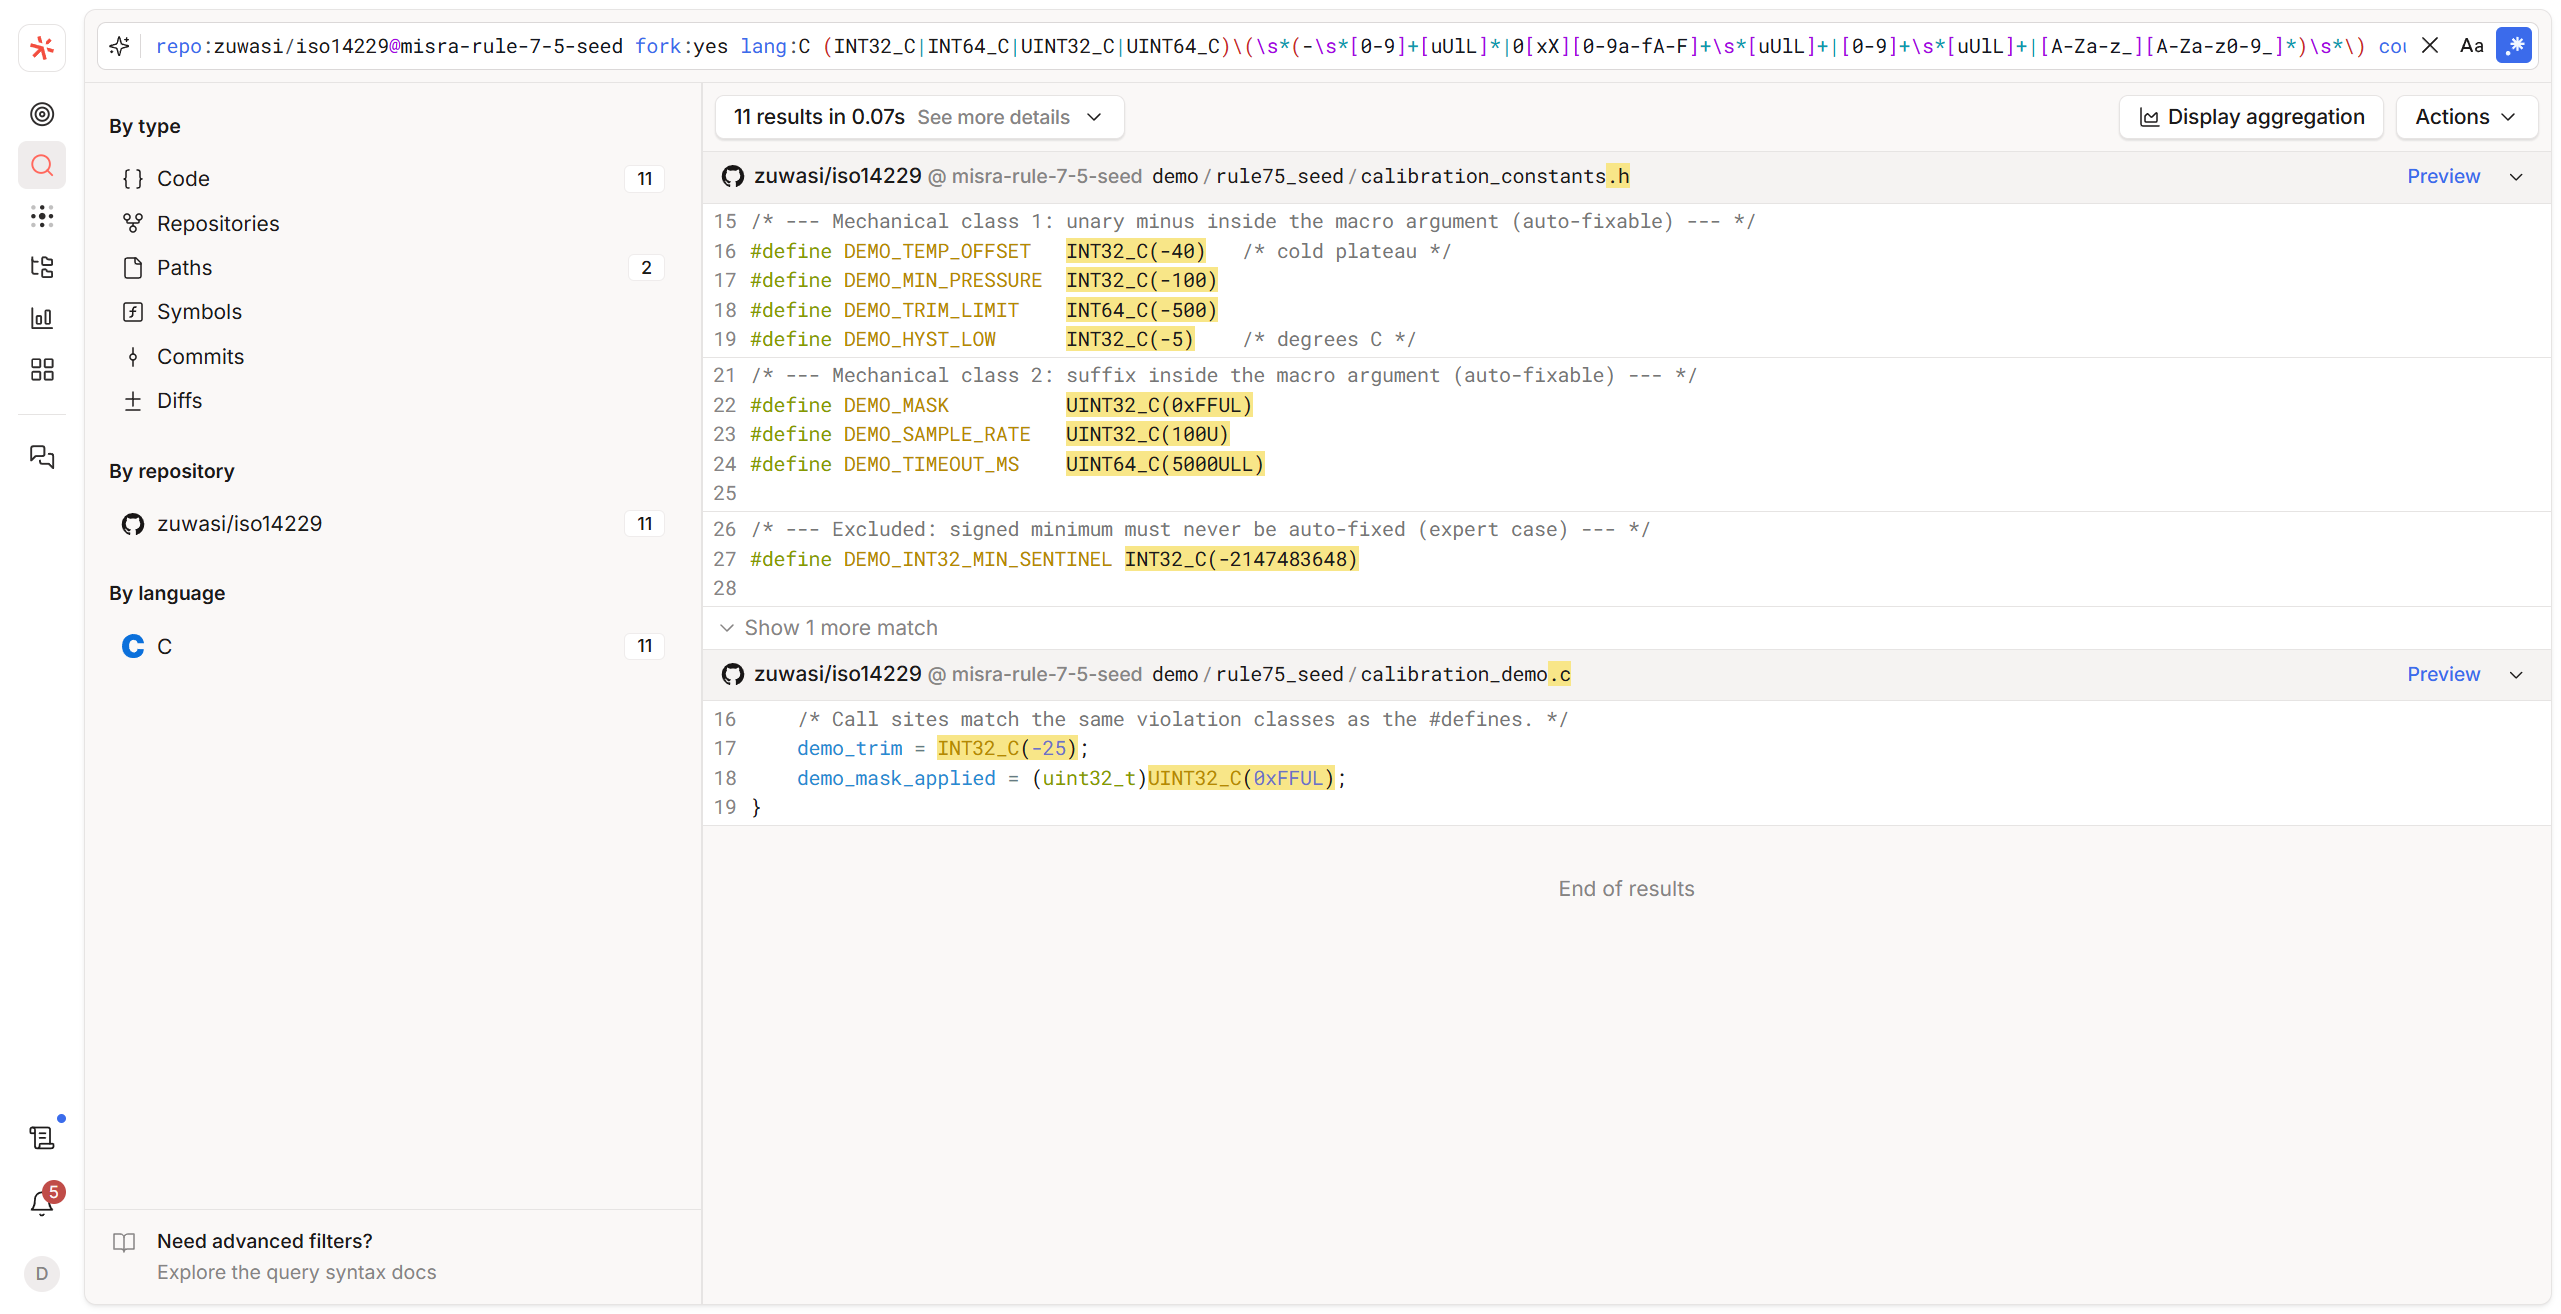 repo:zuwasi/iso14229@misra-rule-7-5-seed fork:yes lang:C (INT32_C|INT64_C|UINT32_C|UINT64_C)\(\s*(-\s*[0-9]+[uUlL]*|0[xX][0-9a-fA-F]+\s*[uUlL]+|[0-9]+\s*[uUlL]+|[A-Za-z_][A-Za-z0-9_]*)\s*\) cou Aa
By type
Code 11
Repositories
Paths 2
Symbols
Commits
Diffs
By repository
zuwasi/iso14229 11
By language
C 11
Need advanced filters?
Explore the query syntax docs
5
D
11 results in 0.07s See more details Display aggregation Actions
zuwasi/iso14229 @ misra-rule-7-5-seed demo/rule75_seed/calibration_constants.h Preview
15 /* --- Mechanical class 1: unary minus inside the macro argument (auto-fixable) --- */
16 #define DEMO_TEMP_OFFSET INT32_C(-40) /* cold plateau */
17 #define DEMO_MIN_PRESSURE INT32_C(-100)
18 #define DEMO_TRIM_LIMIT INT64_C(-500)
19 #define DEMO_HYST_LOW INT32_C(-5) /* degrees C */
21 /* --- Mechanical class 2: suffix inside the macro argument (auto-fixable) --- */
22 #define DEMO_MASK UINT32_C(0xFFUL)
23 #define DEMO_SAMPLE_RATE UINT32_C(100U)
24 #define DEMO_TIMEOUT_MS UINT64_C(5000ULL)
25
26 /* --- Excluded: signed minimum must never be auto-fixed (expert case) --- */
27 #define DEMO_INT32_MIN_SENTINEL INT32_C(-2147483648)
28
Show 1 more match
zuwasi/iso14229 @ misra-rule-7-5-seed demo/rule75_seed/calibration_demo.c Preview
16 /* Call sites match the same violation classes as the #defines. */
17 demo_trim = INT32_C(-25);
18 demo_mask_applied = (uint32_t)UINT32_C(0xFFUL);
19 }
End of results